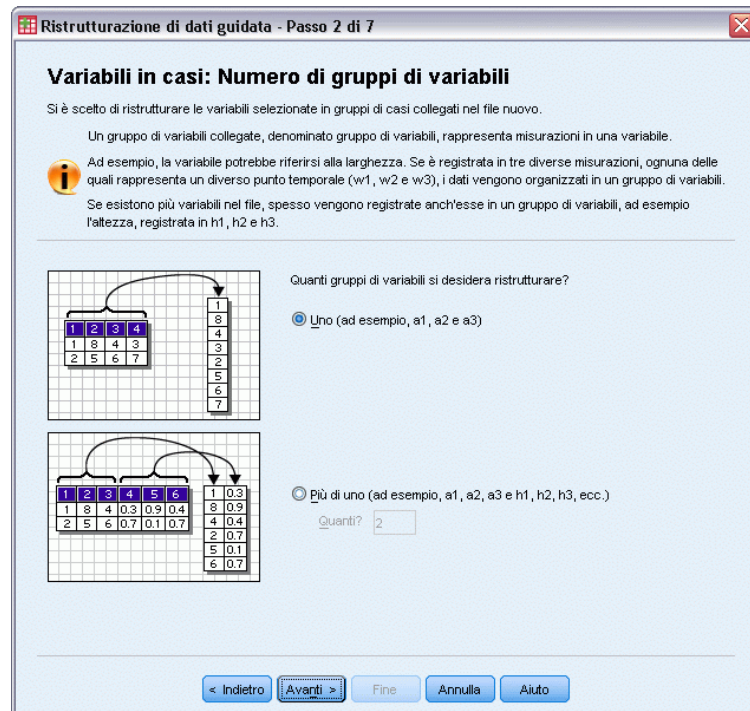 Ristrutturazione di dati guidata - Passo 2 di 7
Variabili in casi: Numero di gruppi di variabili
Si è scelto di ristrutturare le variabili selezionate in gruppi di casi collegati nel file nuovo.
Un gruppo di variabili collegate, denominato gruppo di variabili, rappresenta misurazioni in una variabile.
Ad esempio, la variabile potrebbe riferirsi alla larghezza. Se è registrata in tre diverse misurazioni, ognuna delle
quali rappresenta un diverso punto temporale (w1, w2 e w3), i dati vengono organizzati in un gruppo di variabili.
Se esistono più variabili nel file, spesso vengono registrate anch'esse in un gruppo di variabili, ad esempio
l'altezza, registrata in h1, h2 e h3.
Quanti gruppi di variabili si desidera ristrutturare?
Uno (ad esempio, a1, a2 e a3)
1 2 3 4
1 8 4 3
2 5 6 7
1
8
4
3
2
5
6
7
Più di uno (ad esempio, a1, a2, a3 e h1, h2, h3, ecc.)
Quanti? 2
1 2 3 4 5 6
1 8 4 0.3 0.9 0.4
2 5 6 0.7 0.1 0.7
1 0.3
8 0.9
4 0.4
2 0.7
5 0.1
6 0.7
< Indietro Avanti > Fine Annulla Aiuto